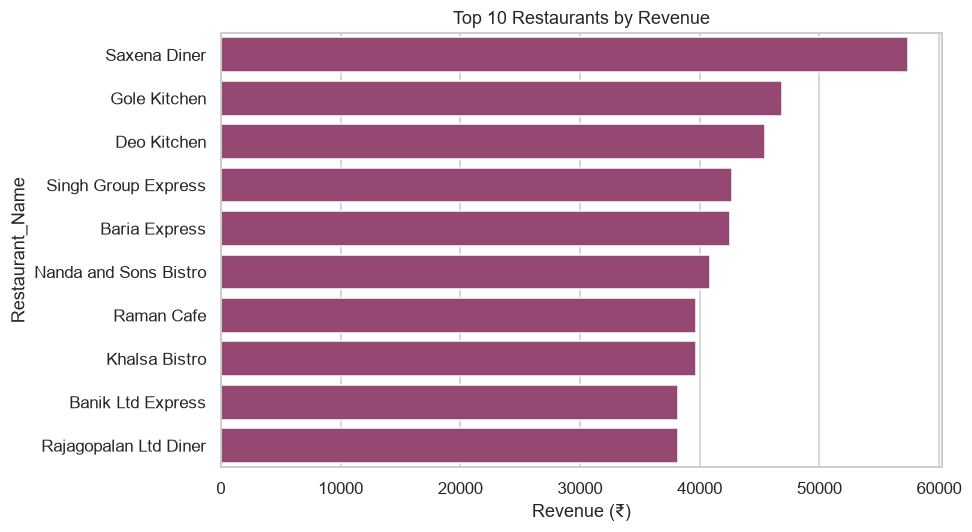 Top 10 Restaurants by Revenue
Restaurant_Name
Saxena Diner
Gole Kitchen
Deo Kitchen
Singh Group Express
Baria Express
Nanda and Sons Bistro
Raman Cafe
Khalsa Bistro
Banik Ltd Express
Rajagopalan Ltd Diner
0 10000 20000 30000 40000 50000 60000
Revenue (₹)